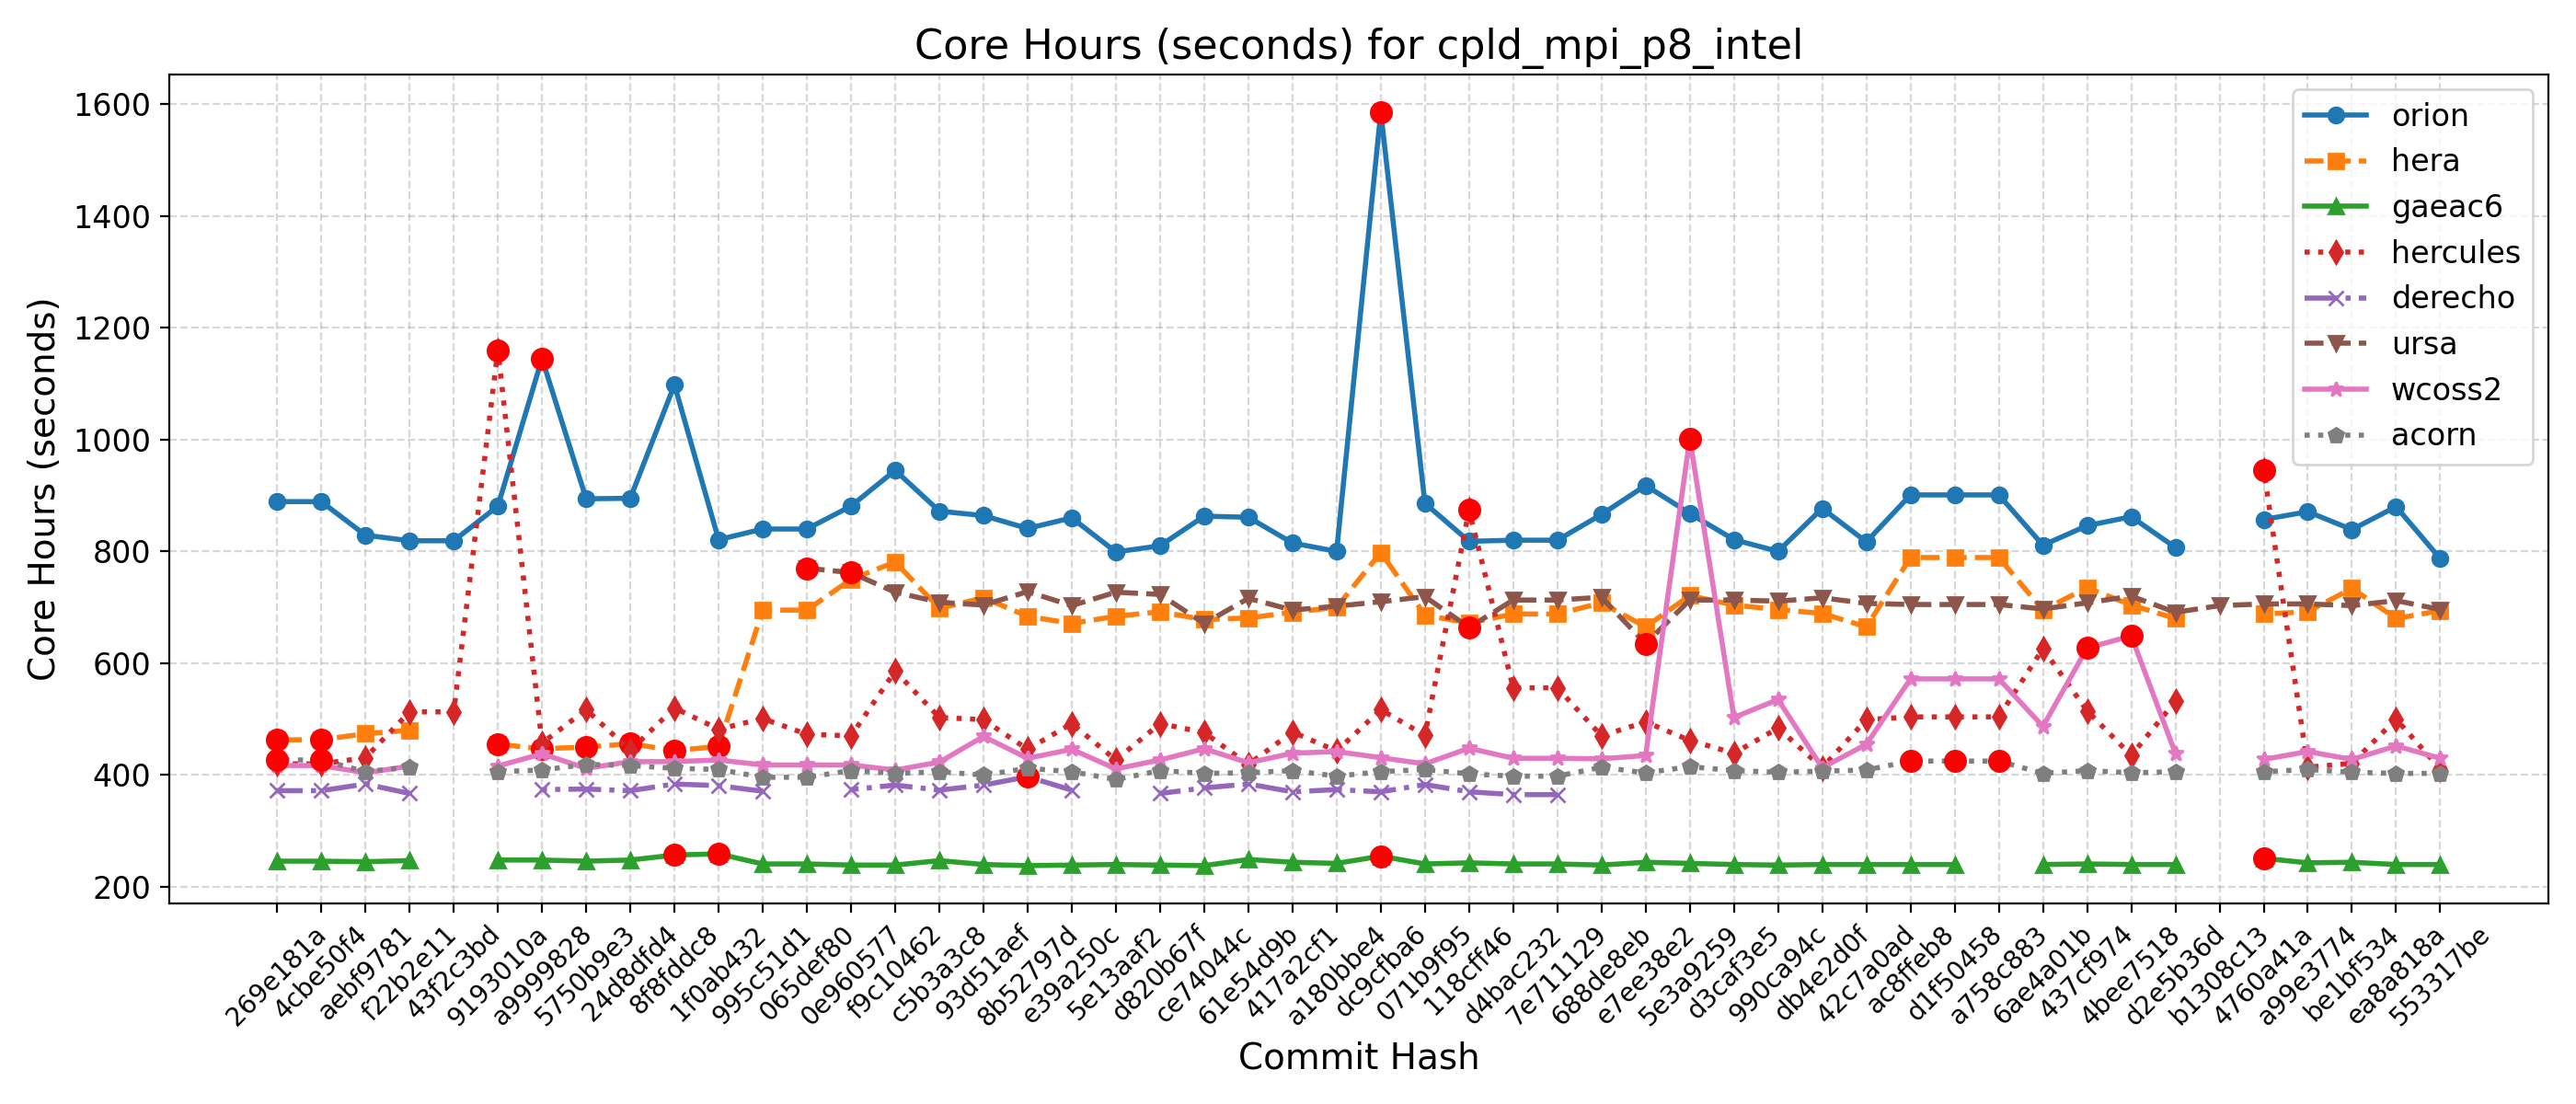 Core Hours (seconds) for cpld_mpi_p8_intel
Core Hours (seconds)
1600
1400
1200
1000
800
600
400
200
orion
hera
gaeac6
hercules
derecho
ursa
wcoss2
acorn
269e181a
4cbe50f4
aebf9781
f22b2e11
43f2c3bd
9193010a
a9999828
5750b9e3
24d8dfd4
8f8fddc8
1f0ab432
995c51d1
065def80
0e960577
f9c10462
c5b3a3c8
93d51aef
8b52797d
e39a250c
5e13aaf2
d820b67f
ce74044c
61e54d9b
417a2cf1
a180bbe4
dc9cfba6
071b9f95
118cff46
d4bac232
7e711129
688de8eb
e7ee38e2
5e3a9259
d3caf3e5
990ca94c
db4e2d0f
42c7a0ad
ac8ffeb8
d1f50458
a758c883
6ae4a01b
437cf974
4bee7518
d2e5b36d
b1308c13
4760a41a
a99e3774
be1bf534
ea8a818a
553317be
Commit Hash